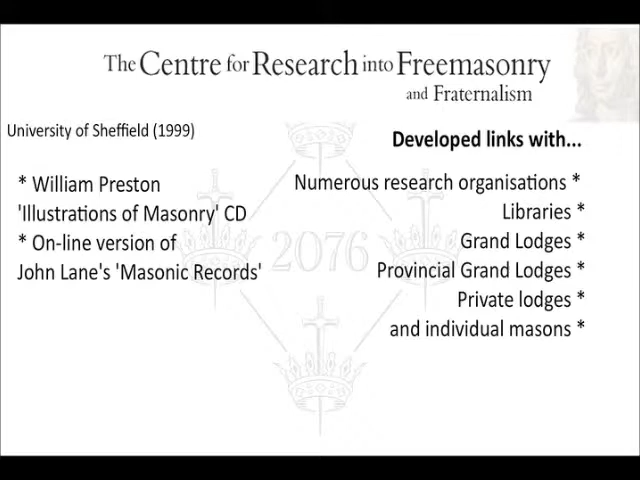 The Centre for Research into Freemasonry
and Fraternalism
University of Sheffield (1999)
* William Preston
'Illustrations of Masonry' CD
* On-line version of
John Lane's 'Masonic Records'
Developed links with...
Numerous research organisations *
Libraries *
Grand Lodges *
Provincial Grand Lodges *
Private lodges *
and individual masons *
2076